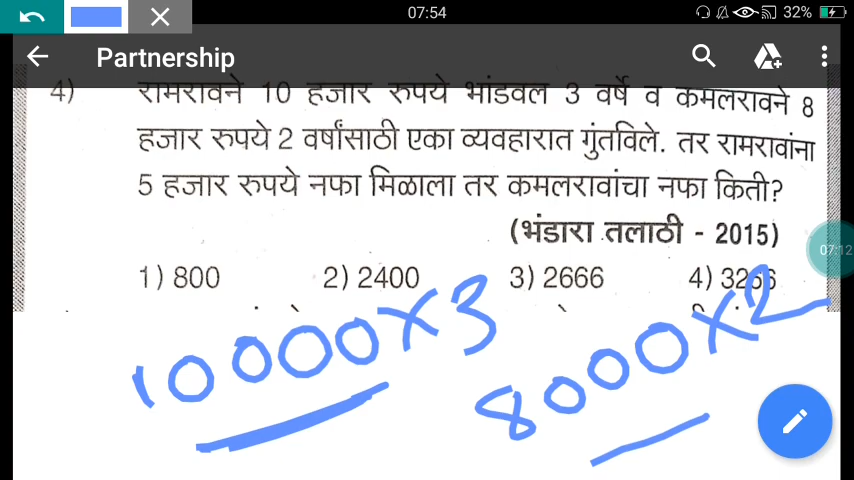 07:54
32%
Partnership
4) रामरावने 10 हजार रुपये भांडवल 3 वर्षे व कमलरावने 8
हजार रुपये 2 वर्षांसाठी एका व्यवहारात गुंतविले. तर रामरावांना
5 हजार रुपये नफा मिळाला तर कमलरावांचा नफा किती?
(भंडारा तलाठी - 2015)
07:12
1) 800 2) 2400 3) 2666 4)
10000×3 8000×2